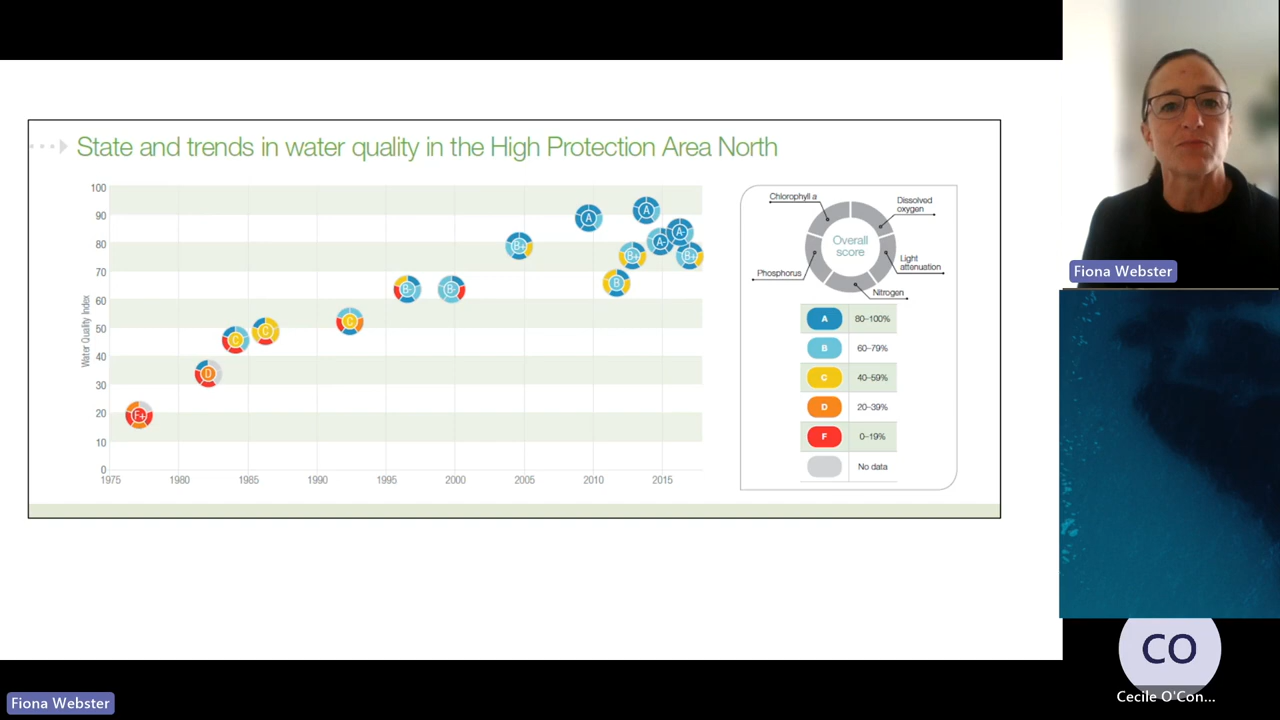 State and trends in water quality in the High Protection Area North
Water Quality Index
100
90
80
70
60
50
40
30
20
10
0
1975
1980
1985
1990
1995
2000
2005
2010
2015
F+
D
C
C
C
B-
B-
B+
A
B
B+
A
A-
A-
B+
Chlorophyll a
Dissolved
oxygen
Overall
score
Light
attenuation
Phosphorus
Nitrogen
A 80–100%
B 60–79%
C 40–59%
D 20–39%
F 0–19%
No data
Fiona Webster
CO
Cecile O'Con...
Fiona Webster